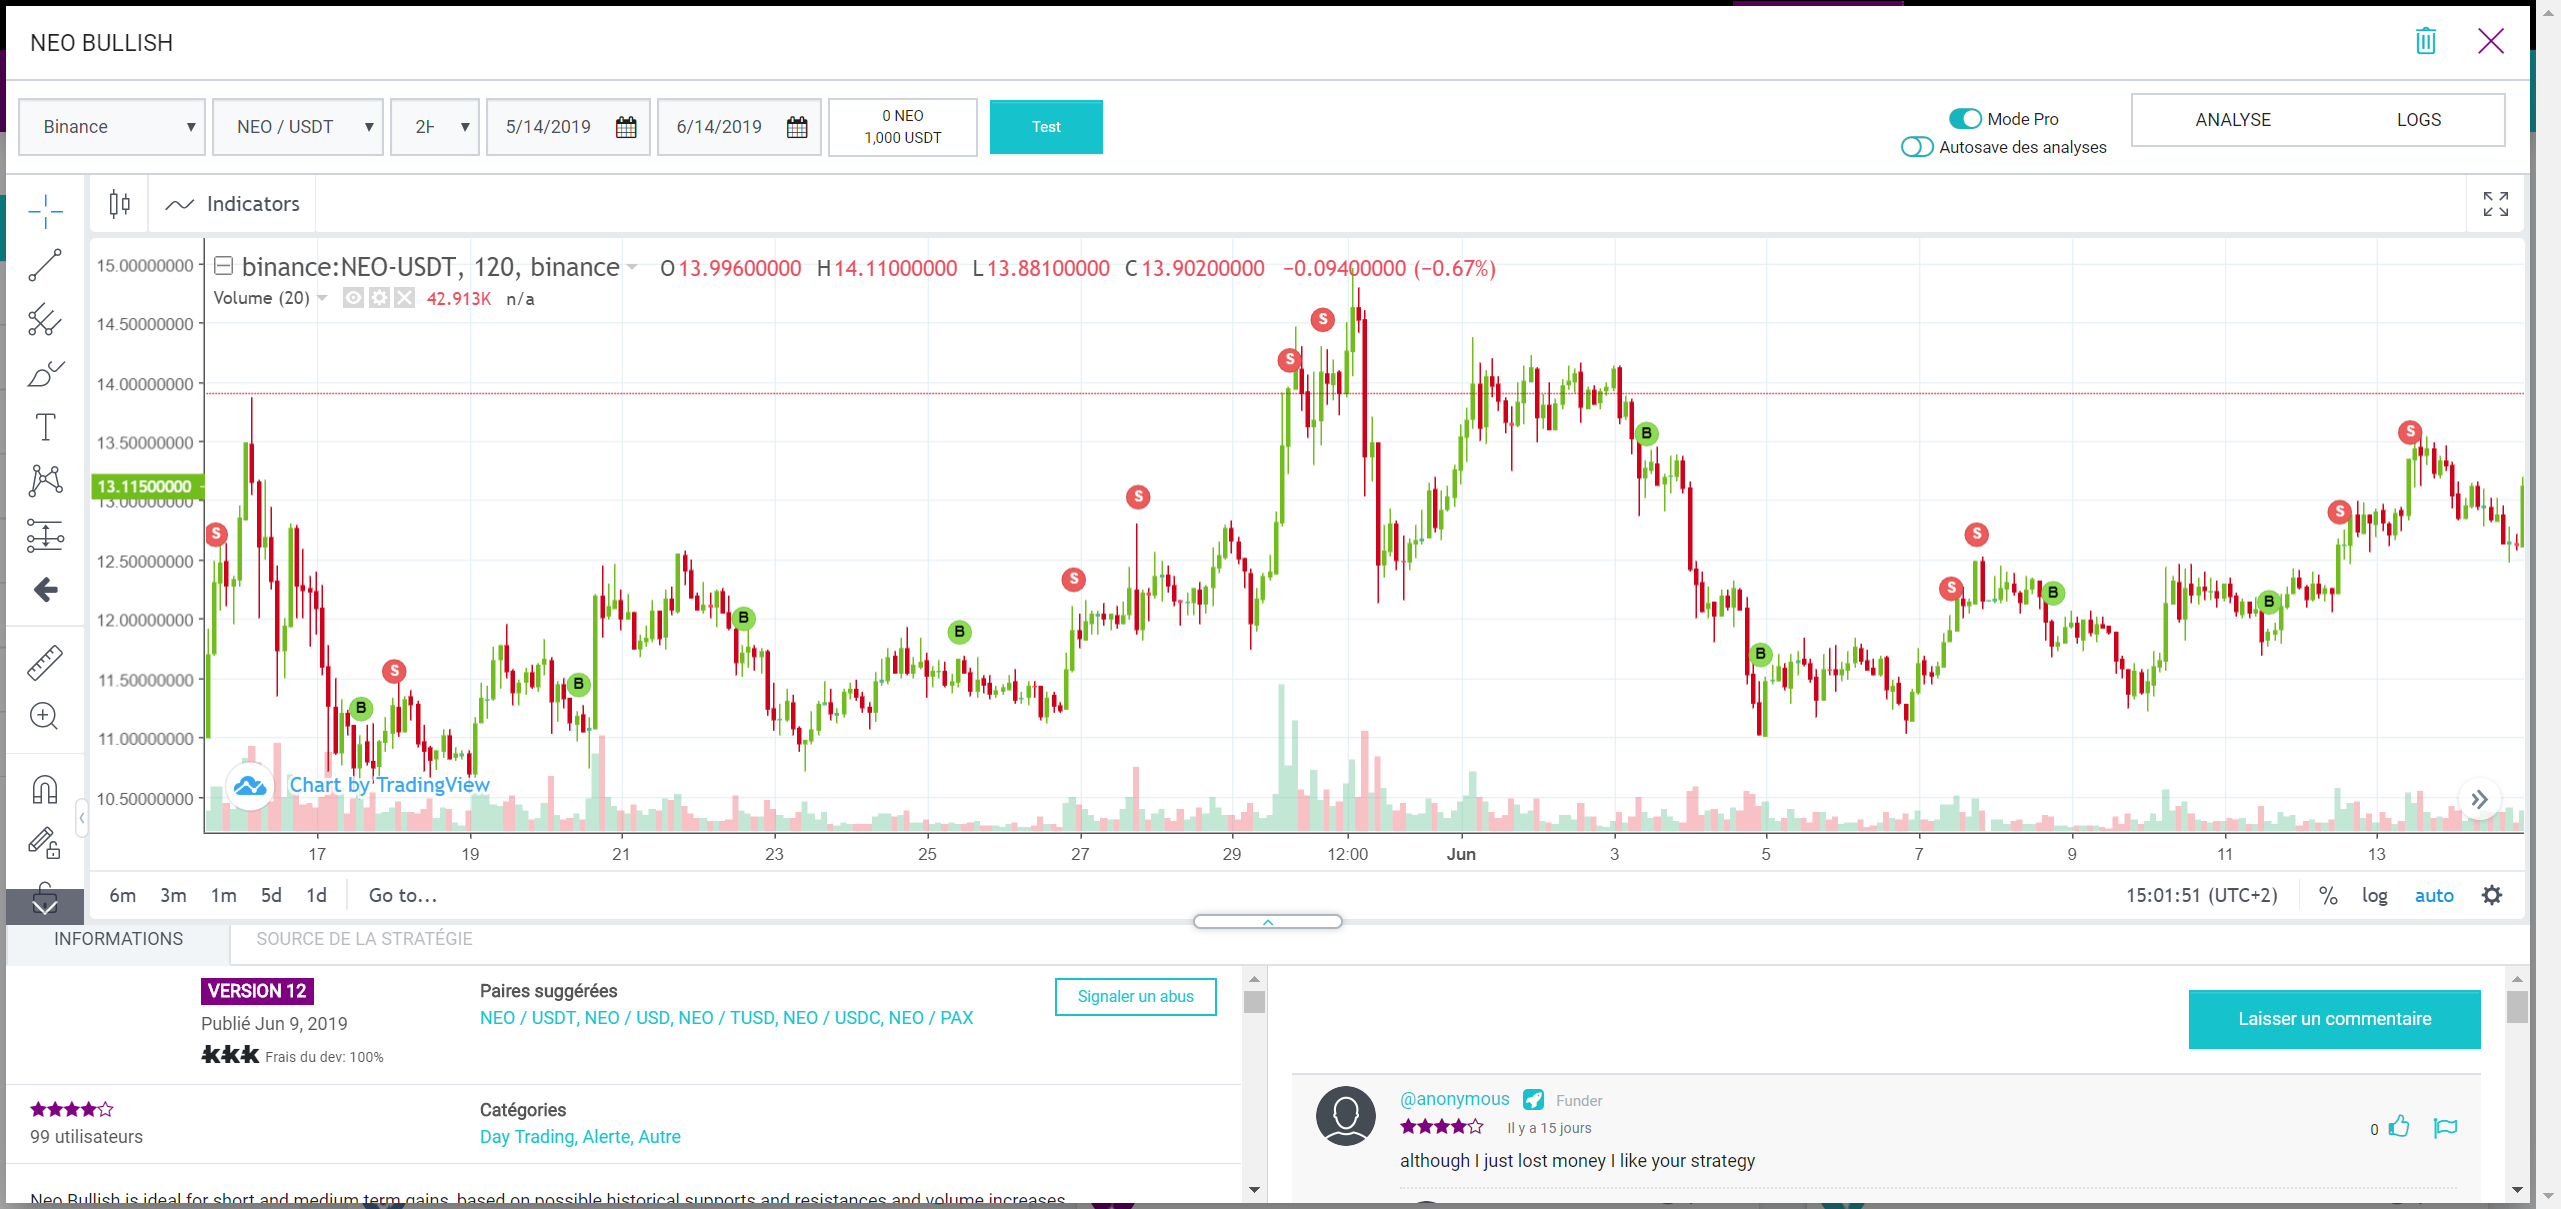 NEO BULLISH
Binance
NEO / USDT
5/14/2019
6/14/2019
0 NEO
1,000 USDT
Test
Mode Pro
Autosave des analyses
ANALYSE
LOGS
Indicators
binance:NEO-USDT, 120, binance O 13.99600000 H 14.11000000 L 13.88100000 C 13.90200000 −0.09400000 (−0.67%)
Volume (20) 42.913K n/a
15.00000000
14.50000000
14.00000000
13.50000000
13.11500000
13.00000000
12.50000000
12.00000000
11.50000000
11.00000000
10.50000000
S
S
S
S
B
S
S
S
S
S
B
B
B
B
S
B
B
S
B
Chart by TradingView
17 19 21 23 25 27 29 12:00 Jun 3 5 7 9 11 13
6m 3m 1m 5d 1d Go to...
15:01:51 (UTC+2) % log auto
INFORMATIONS
SOURCE DE LA STRATÉGIE
VERSION 12
Publié Jun 9, 2019
Frais du dev: 100%
Paires suggérées
NEO / USDT, NEO / USD, NEO / TUSD, NEO / USDC, NEO / PAX
Signaler un abus
99 utilisateurs
Catégories
Day Trading, Alerte, Autre
Neo Bullish is ideal for short and medium term gains, based on possible historical supports and resistances and volume increases
Laisser un commentaire
@anonymous Funder
Il y a 15 jours
0
although I just lost money I like your strategy